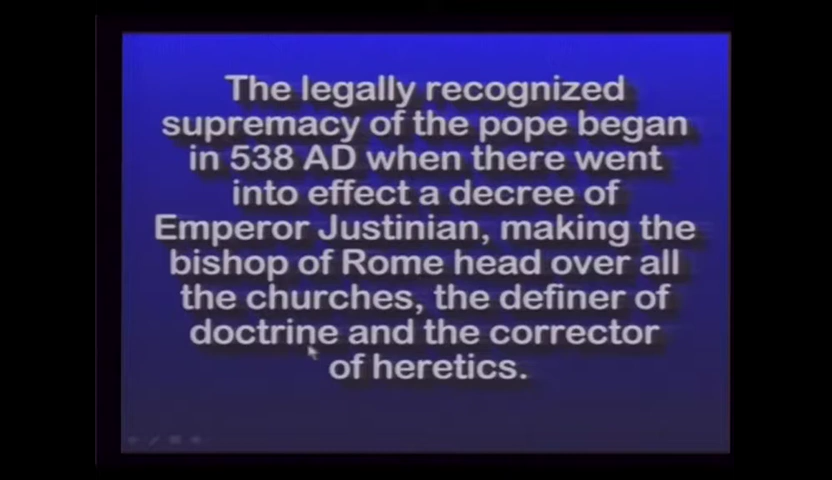 The legally recognized
supremacy of the pope began
in 538 AD when there went
into effect a decree of
Emperor Justinian, making the
bishop of Rome head over all
the churches, the definer of
doctrine and the corrector
of heretics.